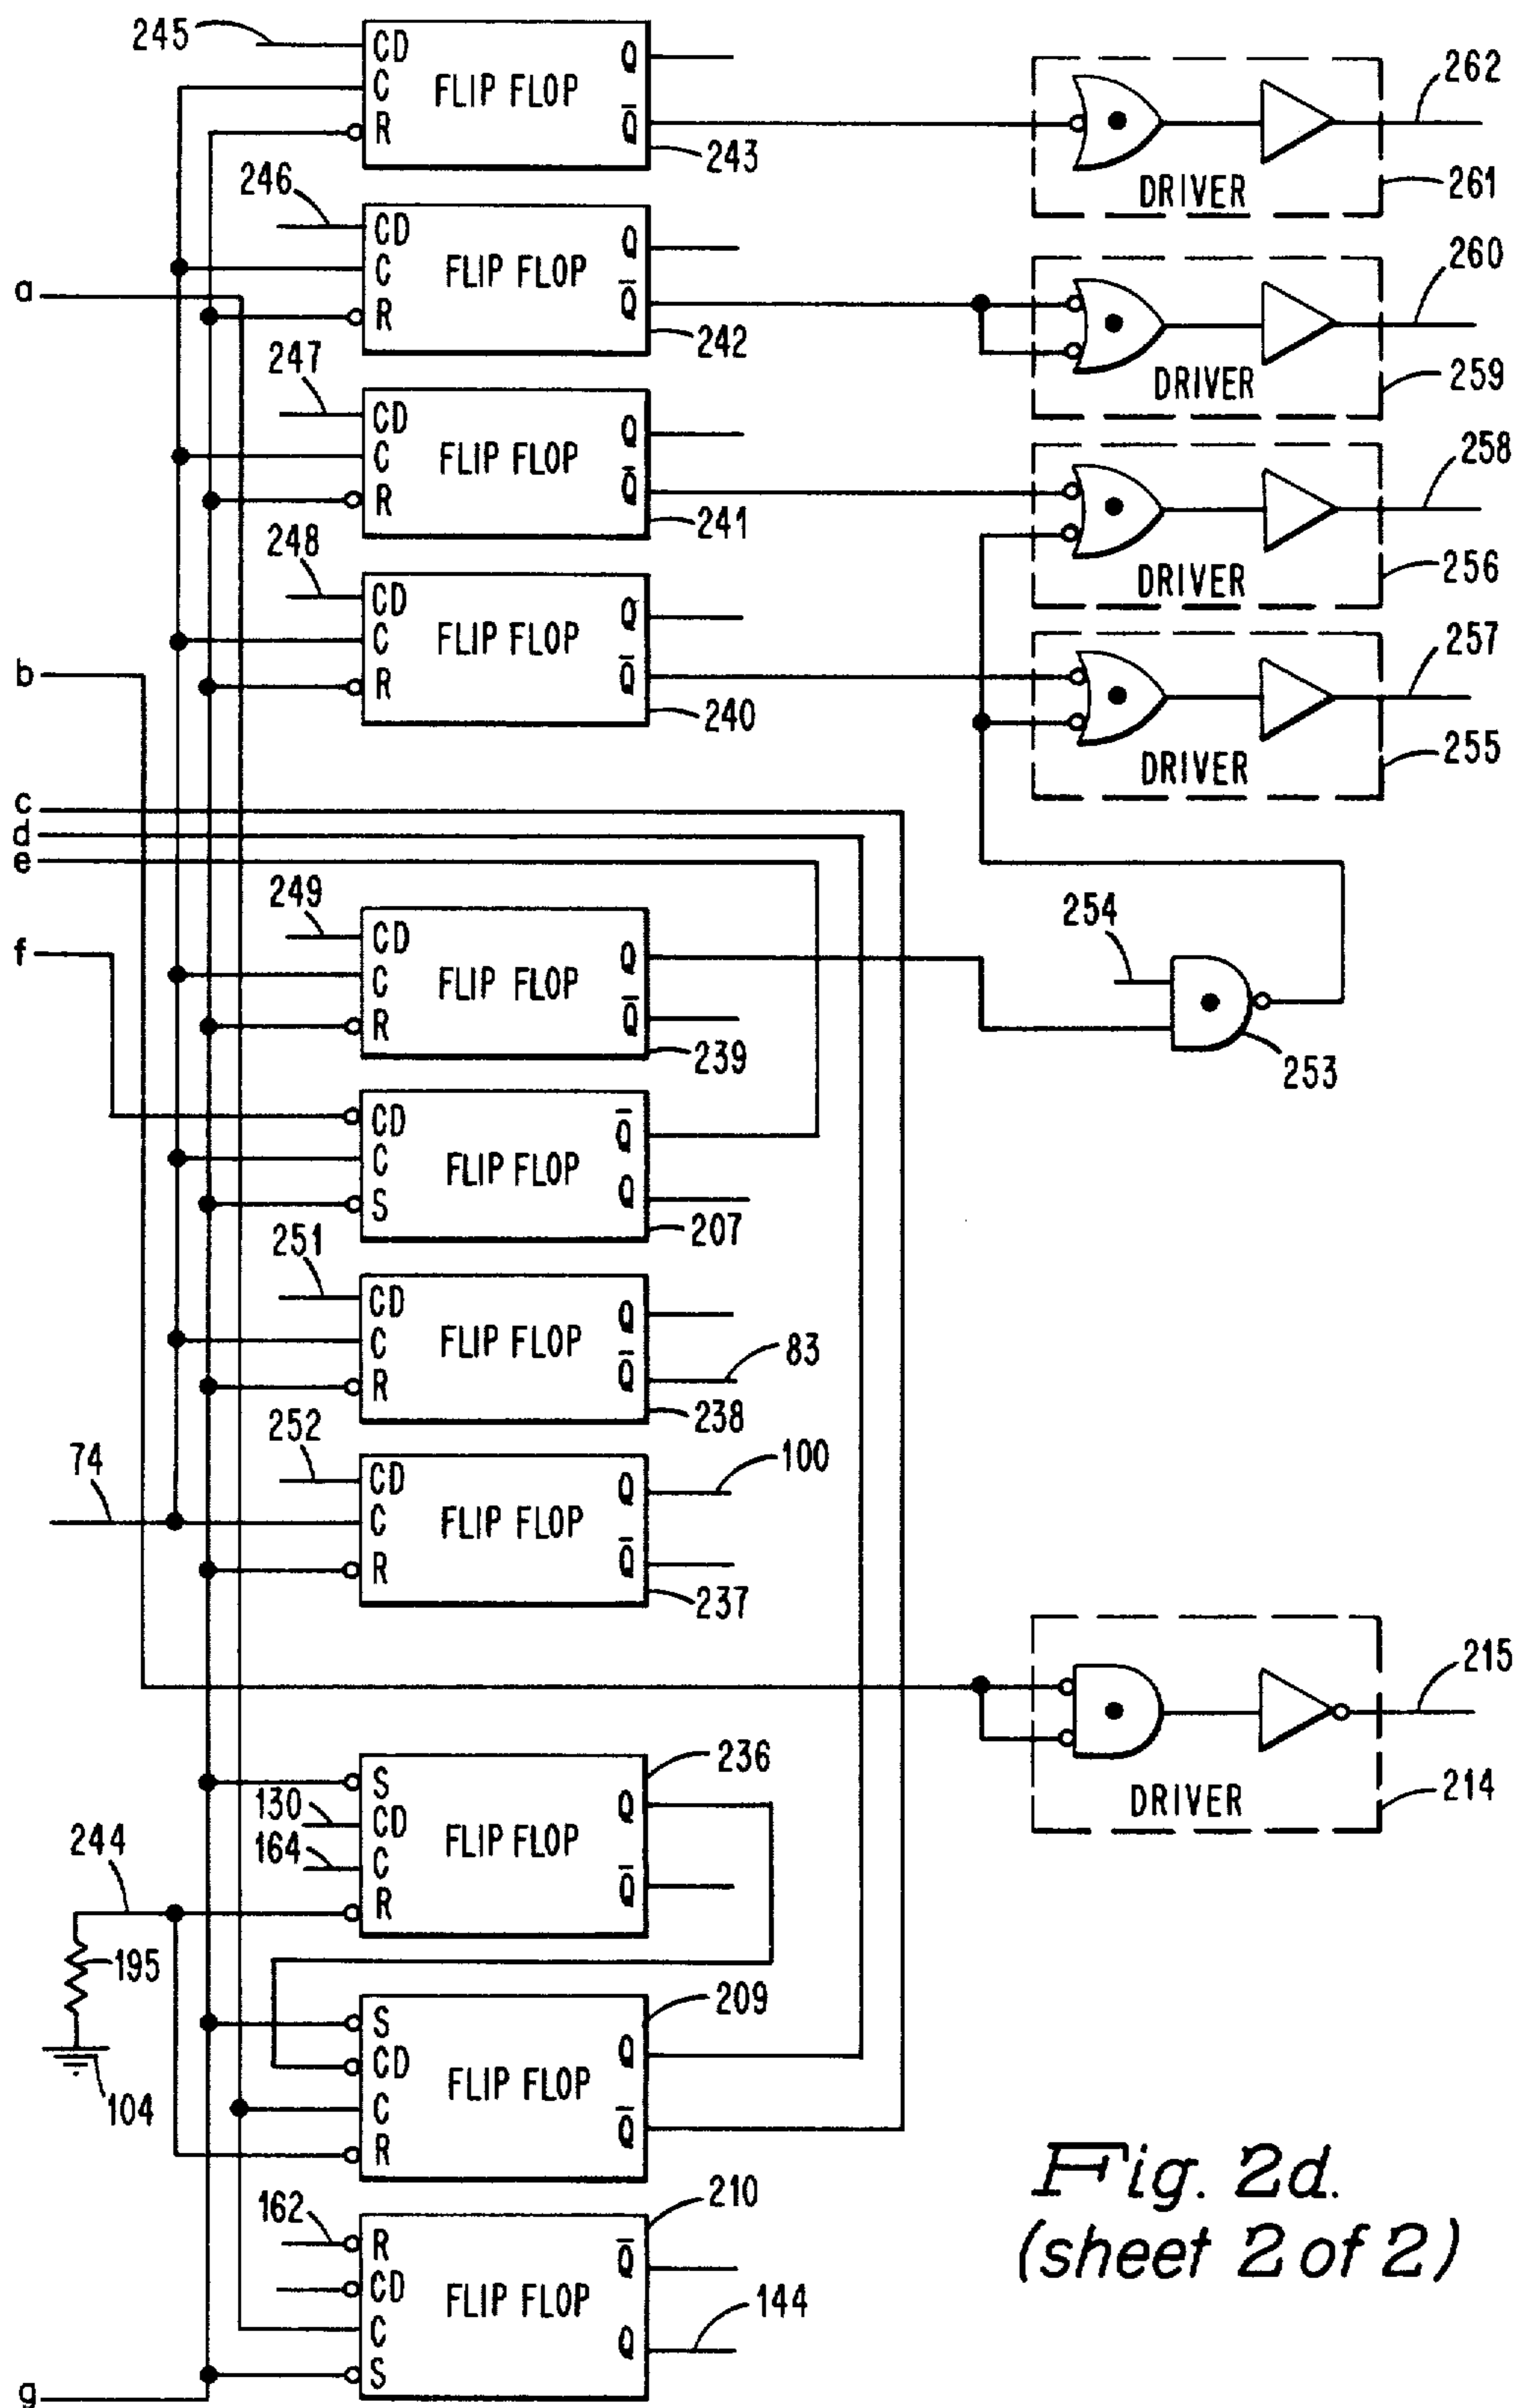 245
CD
C
R
FLIP FLOP
Q
Q̅
243
262
DRIVER
261
246
CD
C
R
FLIP FLOP
Q
Q̅
242
a
260
DRIVER
259
247
CD
C
R
FLIP FLOP
Q
Q̅
241
258
DRIVER
256
248
CD
C
R
FLIP FLOP
Q
Q̅
240
b
257
DRIVER
255
c
d
e
249
CD
C
R
FLIP FLOP
Q
Q̅
239
f
254
253
CD
C
S
FLIP FLOP
Q̅
Q
207
251
CD
C
R
FLIP FLOP
Q
Q̅
83
238
252
74
CD
C
R
FLIP FLOP
Q
Q̅
100
237
215
DRIVER
214
236
S
130
CD
164
C
R
FLIP FLOP
Q
Q̅
244
195
104
209
S
CD
C
R
FLIP FLOP
Q
Q̅
210
162
R
CD
C
S
FLIP FLOP
Q̅
Q
144
g
Fig. 2d.
(sheet 2 of 2)